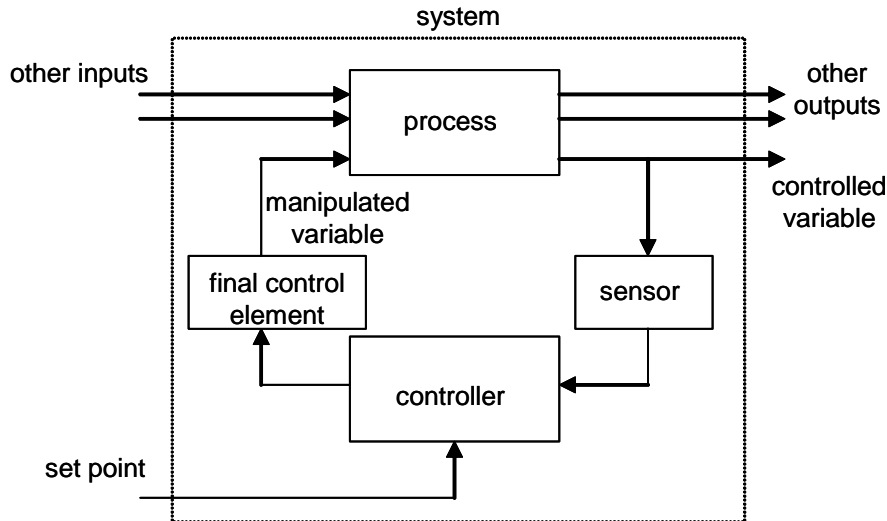 system
other inputs
process
other
outputs
manipulated
variable
controlled
variable
final control
element
sensor
controller
set point